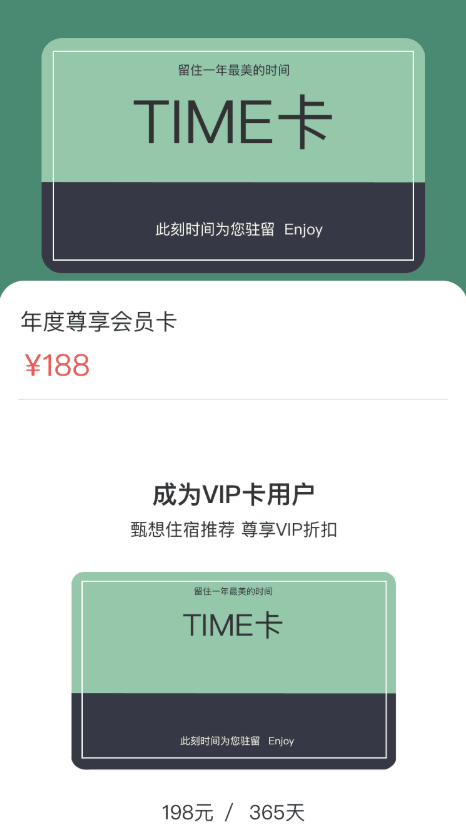 留住一年最美的时间
TIME卡
此刻时间为您驻留 Enjoy
年度尊享会员卡
¥188
成为VIP卡用户
甄想住宿推荐 尊享VIP折扣
留住一年最美的时间
TIME卡
此刻时间为您驻留 Enjoy
198元 / 365天